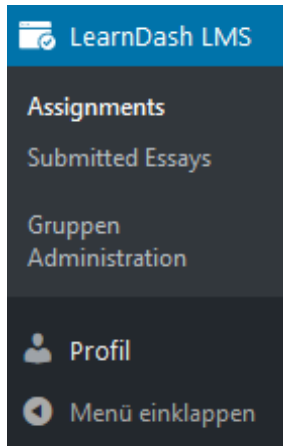 LearnDash LMS
Assignments
Submitted Essays
Gruppen
Administration
Profil
Menü einklappen